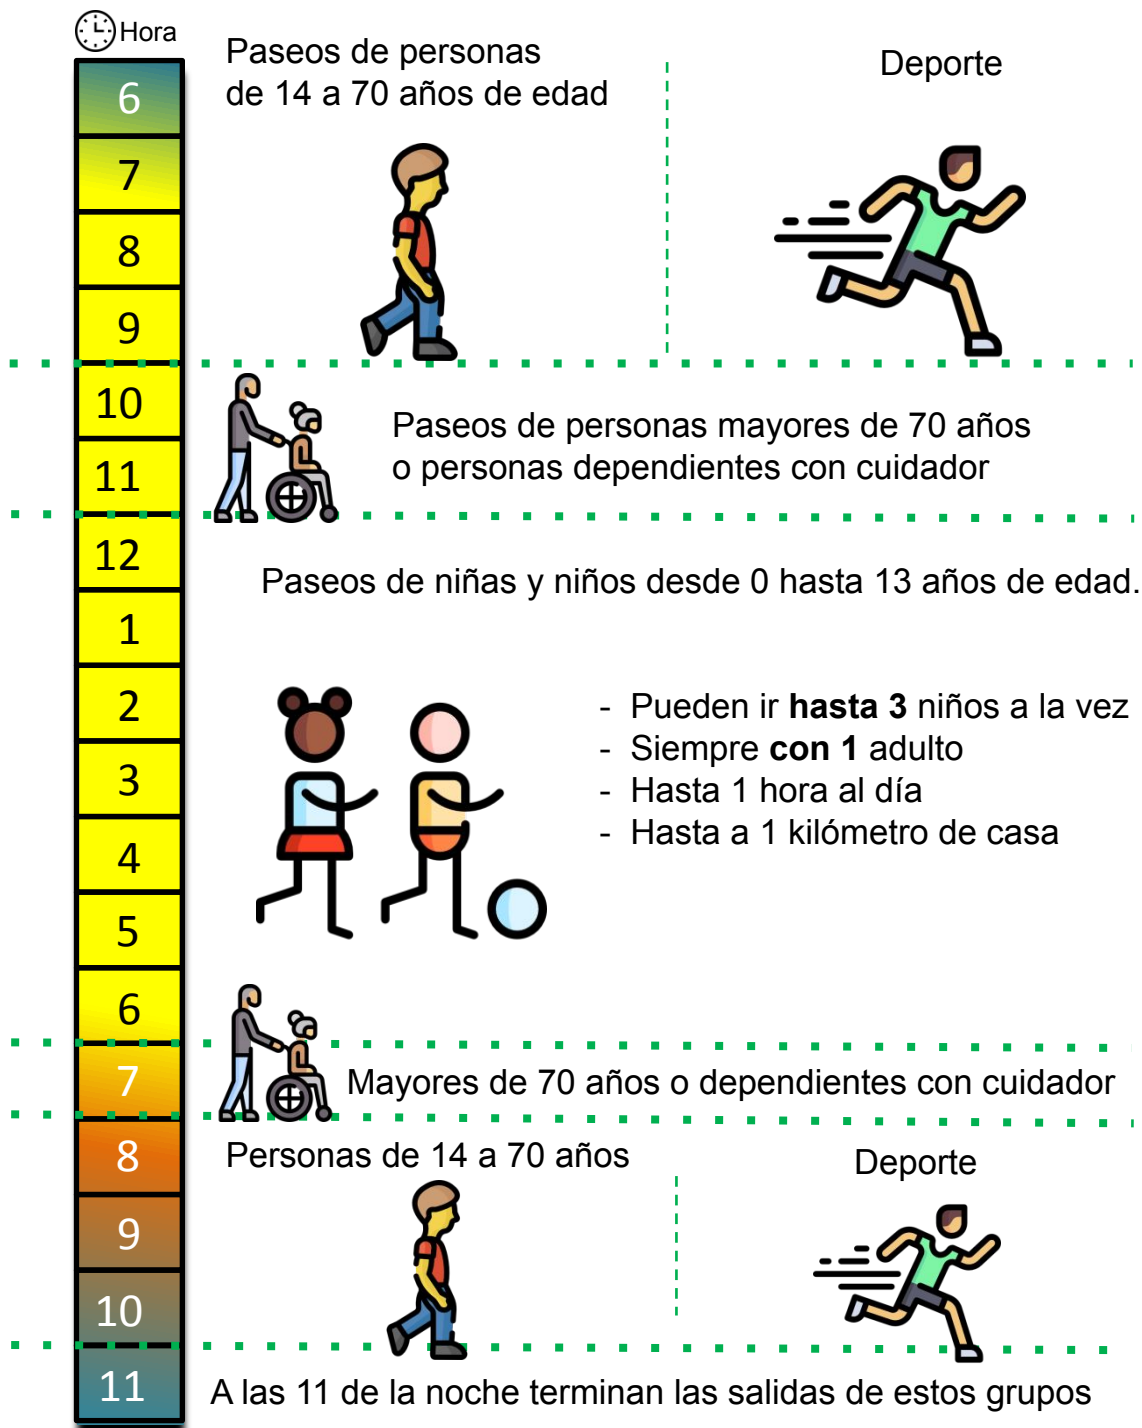 Hora
6
Paseos de personas
de 14 a 70 años de edad
Deporte
7
8
9
10
Paseos de personas mayores de 70 años
o personas dependientes con cuidador
11
12
Paseos de niñas y niños desde 0 hasta 13 años de edad.
1
2
- Pueden ir hasta 3 niños a la vez
- Siempre con 1 adulto
- Hasta 1 hora al día
- Hasta a 1 kilómetro de casa
3
4
5
6
7
Mayores de 70 años o dependientes con cuidador
8
Personas de 14 a 70 años
Deporte
9
10
11
A las 11 de la noche terminan las salidas de estos grupos